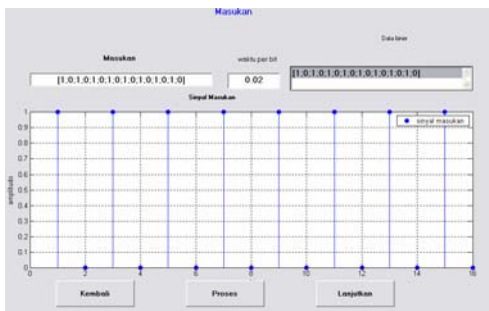 Masukan
Data biner
Masukan
waktu per bit
[1;0;1;0;1;0;1;0;1;0;1;0;1;0;1;0]
0.02
[1;0;1;0;1;0;1;0;1;0;1;0;1;0;1;0]
Sinyal Masukan
sinyal masukan
amplitudo
1
0.9
0.8
0.7
0.6
0.5
0.4
0.3
0.2
0.1
0
0 2 4 6 8 10 12 14 16
Kembali
Proses
Lanjutkan